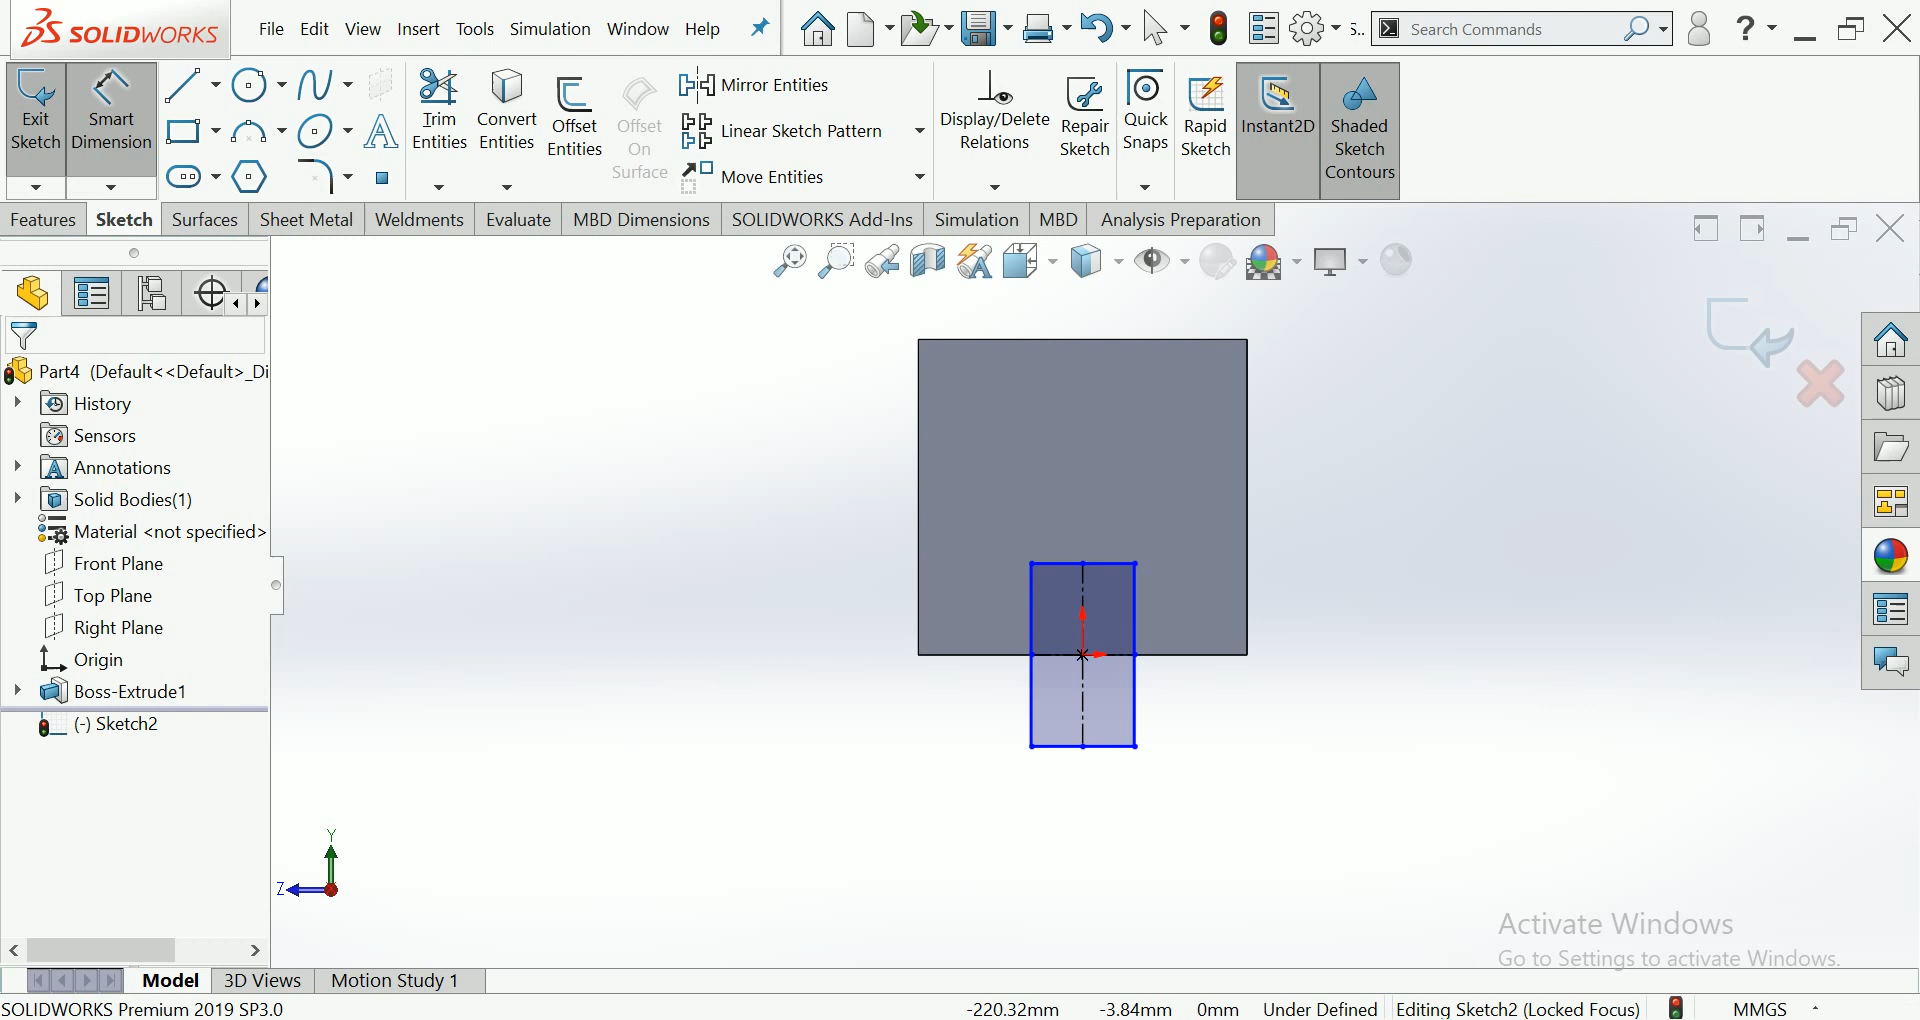 SOLIDWORKS File Edit View Insert Tools Simulation Window Help S.. Search Commands ?
Exit Sketch
Smart Dimension
Trim Entities
Convert Entities
Offset Entities
Offset On Surface
Mirror Entities
Linear Sketch Pattern
Move Entities
Display/Delete Relations
Repair Sketch
Quick Snaps
Rapid Sketch
Instant2D
Shaded Sketch Contours
Features Sketch Surfaces Sheet Metal Weldments Evaluate MBD Dimensions SOLIDWORKS Add-Ins Simulation MBD Analysis Preparation
Part4 (Default<<Default>_Di
History
Sensors
Annotations
Solid Bodies(1)
Material <not specified>
Front Plane
Top Plane
Right Plane
Origin
Boss-Extrude1
(-) Sketch2
Y
Z
Activate Windows
Go to Settings to activate Windows.
Model 3D Views Motion Study 1
SOLIDWORKS Premium 2019 SP3.0 -220.32mm -3.84mm 0mm Under Defined Editing Sketch2 (Locked Focus) MMGS